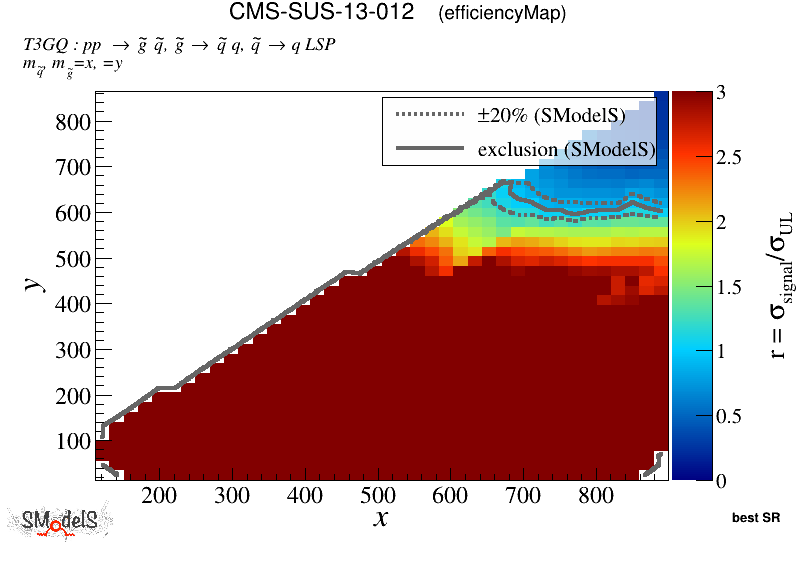 CMS-SUS-13-012 (efficiencyMap)
T3GQ : pp → g̃ q̃, g̃ → q̃ q, q̃ → q LSP
m_q̃, m_g̃=x, =y
±20% (SModelS)
exclusion (SModelS)
800
700
600
500
400
300
200
100
y
200 300 400 500 600 700 800
x
3
2.5
2
1.5
1
0.5
0
r = σ_signal/σ_UL
SModelS
best SR